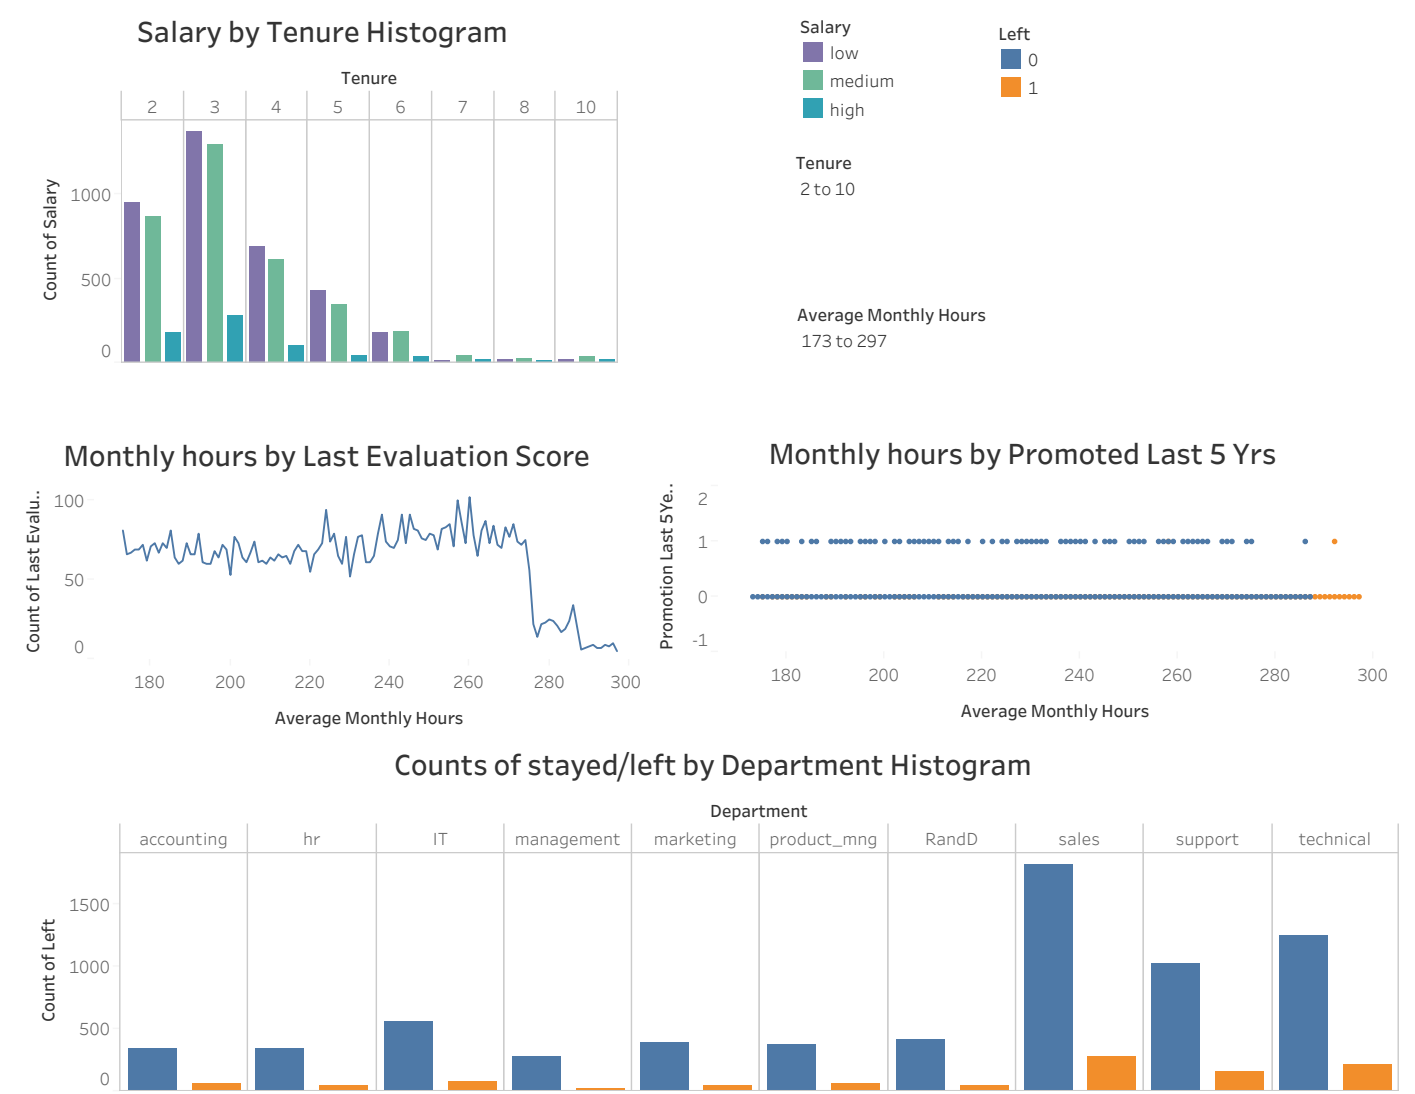 Salary by Tenure Histogram
Tenure
2 3 4 5 6 7 8 10
Count of Salary
1000
500
0
Salary
low
medium
high
Left
0
1
Tenure
2 to 10
Average Monthly Hours
173 to 297
Monthly hours by Last Evaluation Score
Count of Last Evalu..
100
50
0
180 200 220 240 260 280 300
Average Monthly Hours
Monthly hours by Promoted Last 5 Yrs
Promotion Last 5Ye..
2
1
0
-1
180 200 220 240 260 280 300
Average Monthly Hours
Counts of stayed/left by Department Histogram
Department
accounting hr IT management marketing product_mng RandD sales support technical
Count of Left
1500
1000
500
0